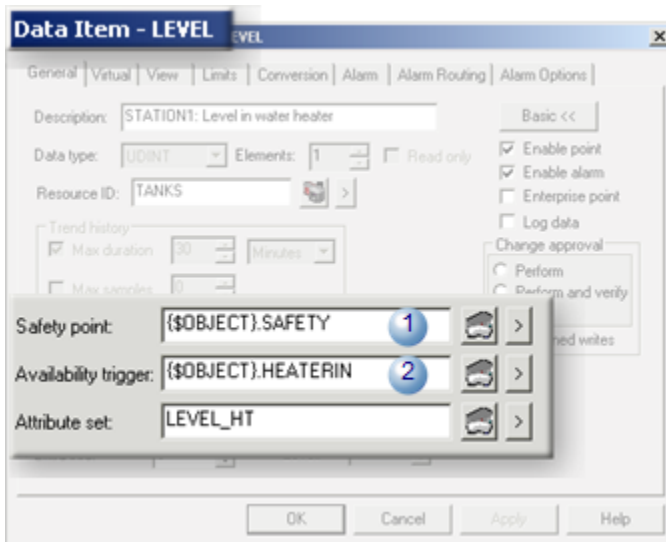 Data Item - LEVEL
EVEL
General Virtual View Limits Conversion Alarm Alarm Routing Alarm Options
Description: STATION1: Level in water heater Basic <<
Data type: UDINT Elements: 1 Read only Enable point
Enable alarm
Resource ID: TANKS > Enterprise point
Log data
Trend history Change approval
Max duration 30 Minutes Perform
Max samples 0 Perform and verify
Safety point: {$OBJECT}.SAFETY 1 > ned writes
Availability trigger: {$OBJECT}.HEATERIN 2 >
Attribute set: LEVEL_HT >
OK Cancel Apply Help